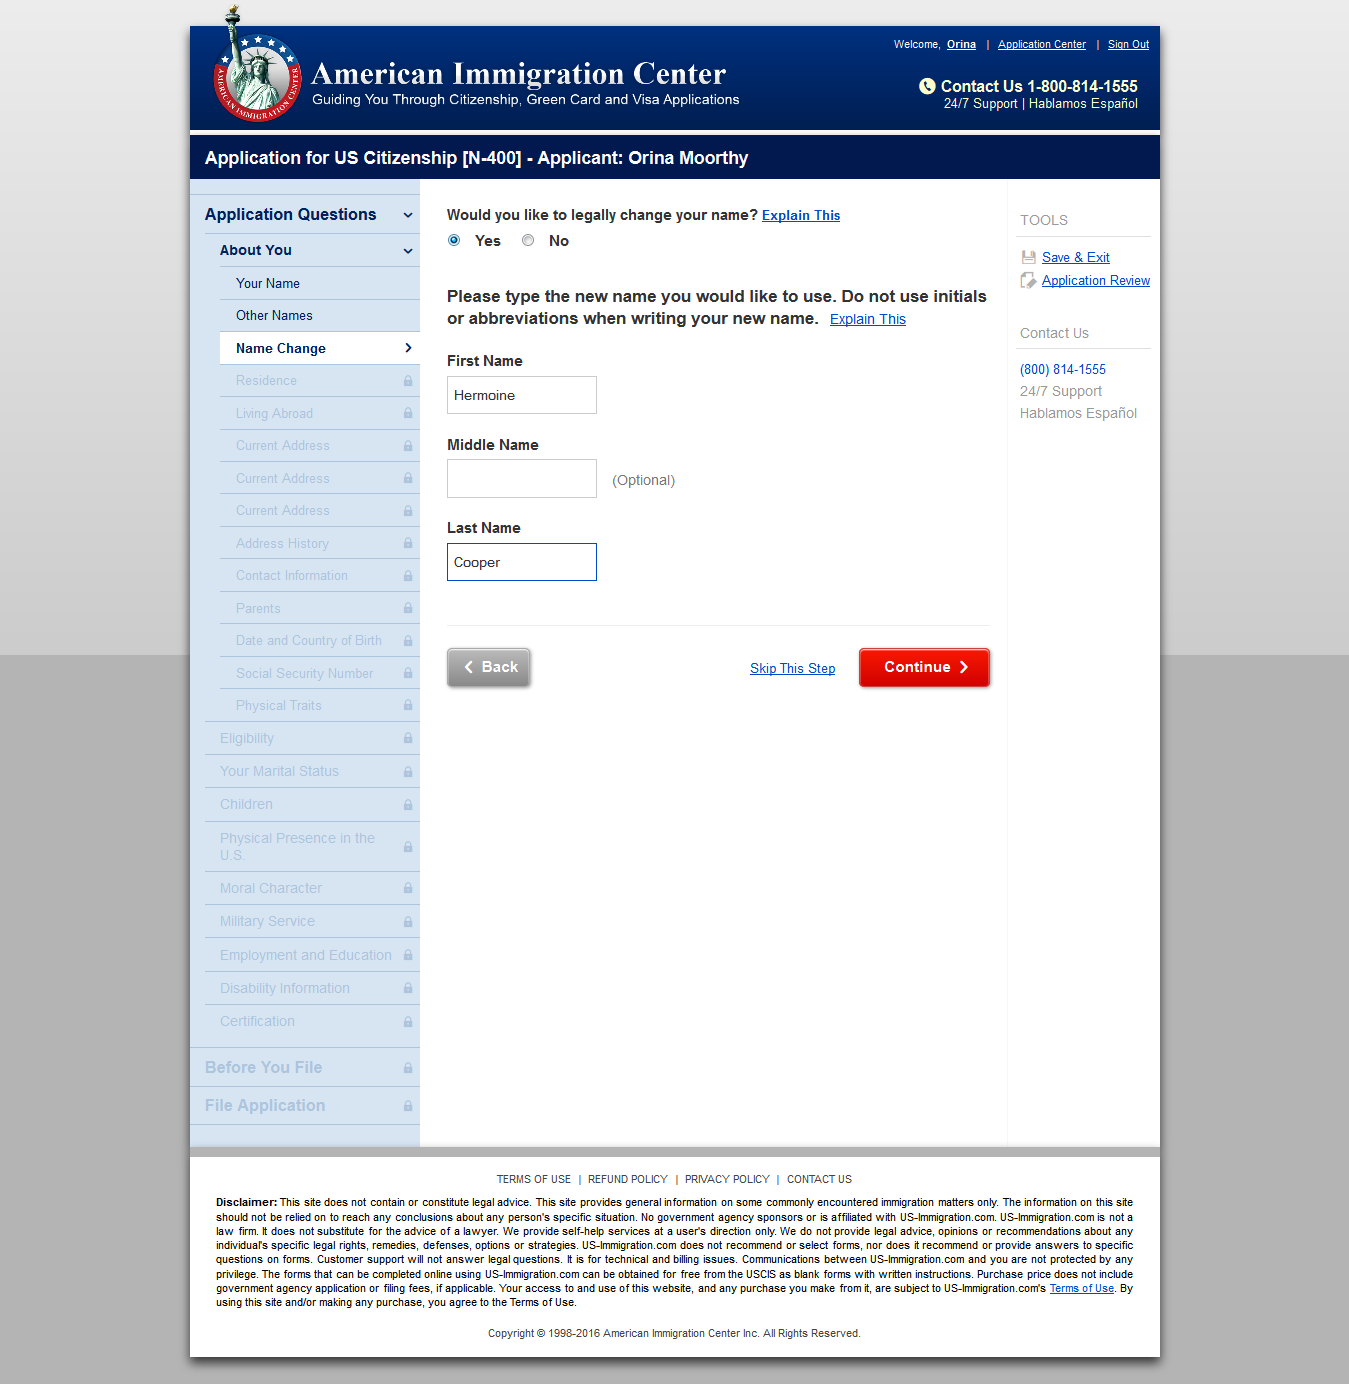 Welcome, Orina | Application Center | Sign Out
AMERICAN IMMIGRATION CENTER
American Immigration Center
Guiding You Through Citizenship, Green Card and Visa Applications
Contact Us 1-800-814-1555
24/7 Support | Hablamos Español
Application for US Citizenship [N-400] - Applicant: Orina Moorthy
Application Questions
About You
Your Name
Other Names
Name Change
Residence
Living Abroad
Current Address
Current Address
Current Address
Address History
Contact Information
Parents
Date and Country of Birth
Social Security Number
Physical Traits
Eligibility
Your Marital Status
Children
Physical Presence in the
U.S.
Moral Character
Military Service
Employment and Education
Disability Information
Certification
Before You File
File Application
Would you like to legally change your name? Explain This
Yes No
Please type the new name you would like to use. Do not use initials
or abbreviations when writing your new name. Explain This
First Name
Hermoine
Middle Name
(Optional)
Last Name
Cooper
Back
Skip This Step
Continue
TOOLS
Save & Exit
Application Review
Contact Us
(800) 814-1555
24/7 Support
Hablamos Español
TERMS OF USE | REFUND POLICY | PRIVACY POLICY | CONTACT US
Disclaimer: This site does not contain or constitute legal advice. This site provides general information on some commonly encountered immigration matters only. The information on this site
should not be relied on to reach any conclusions about any person's specific situation. No government agency sponsors or is affiliated with US-Immigration.com. US-Immigration.com is not a
law firm. It does not substitute for the advice of a lawyer. We provide self-help services at a user's direction only. We do not provide legal advice, opinions or recommendations about any
individual's specific legal rights, remedies, defenses, options or strategies. US-Immigration.com does not recommend or select forms, nor does it recommend or provide answers to specific
questions on forms. Customer support will not answer legal questions. It is for technical and billing issues. Communications between US-Immigration.com and you are not protected by any
privilege. The forms that can be completed online using US-Immigration.com can be obtained for free from the USCIS as blank forms with written instructions. Purchase price does not include
government agency application or filing fees, if applicable. Your access to and use of this website, and any purchase you make from it, are subject to US-Immigration.com's Terms of Use. By
using this site and/or making any purchase, you agree to the Terms of Use.
Copyright © 1998-2016 American Immigration Center Inc. All Rights Reserved.